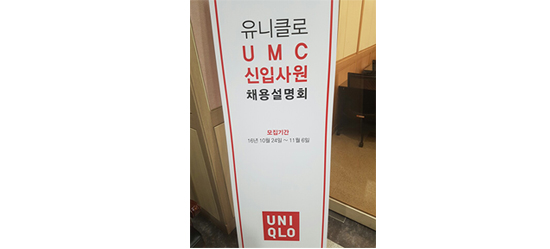 유니클로
UMC
신입사원
채용설명회
모집기간
16년 10월 24일 ~ 11월 6일
UNI
QLO